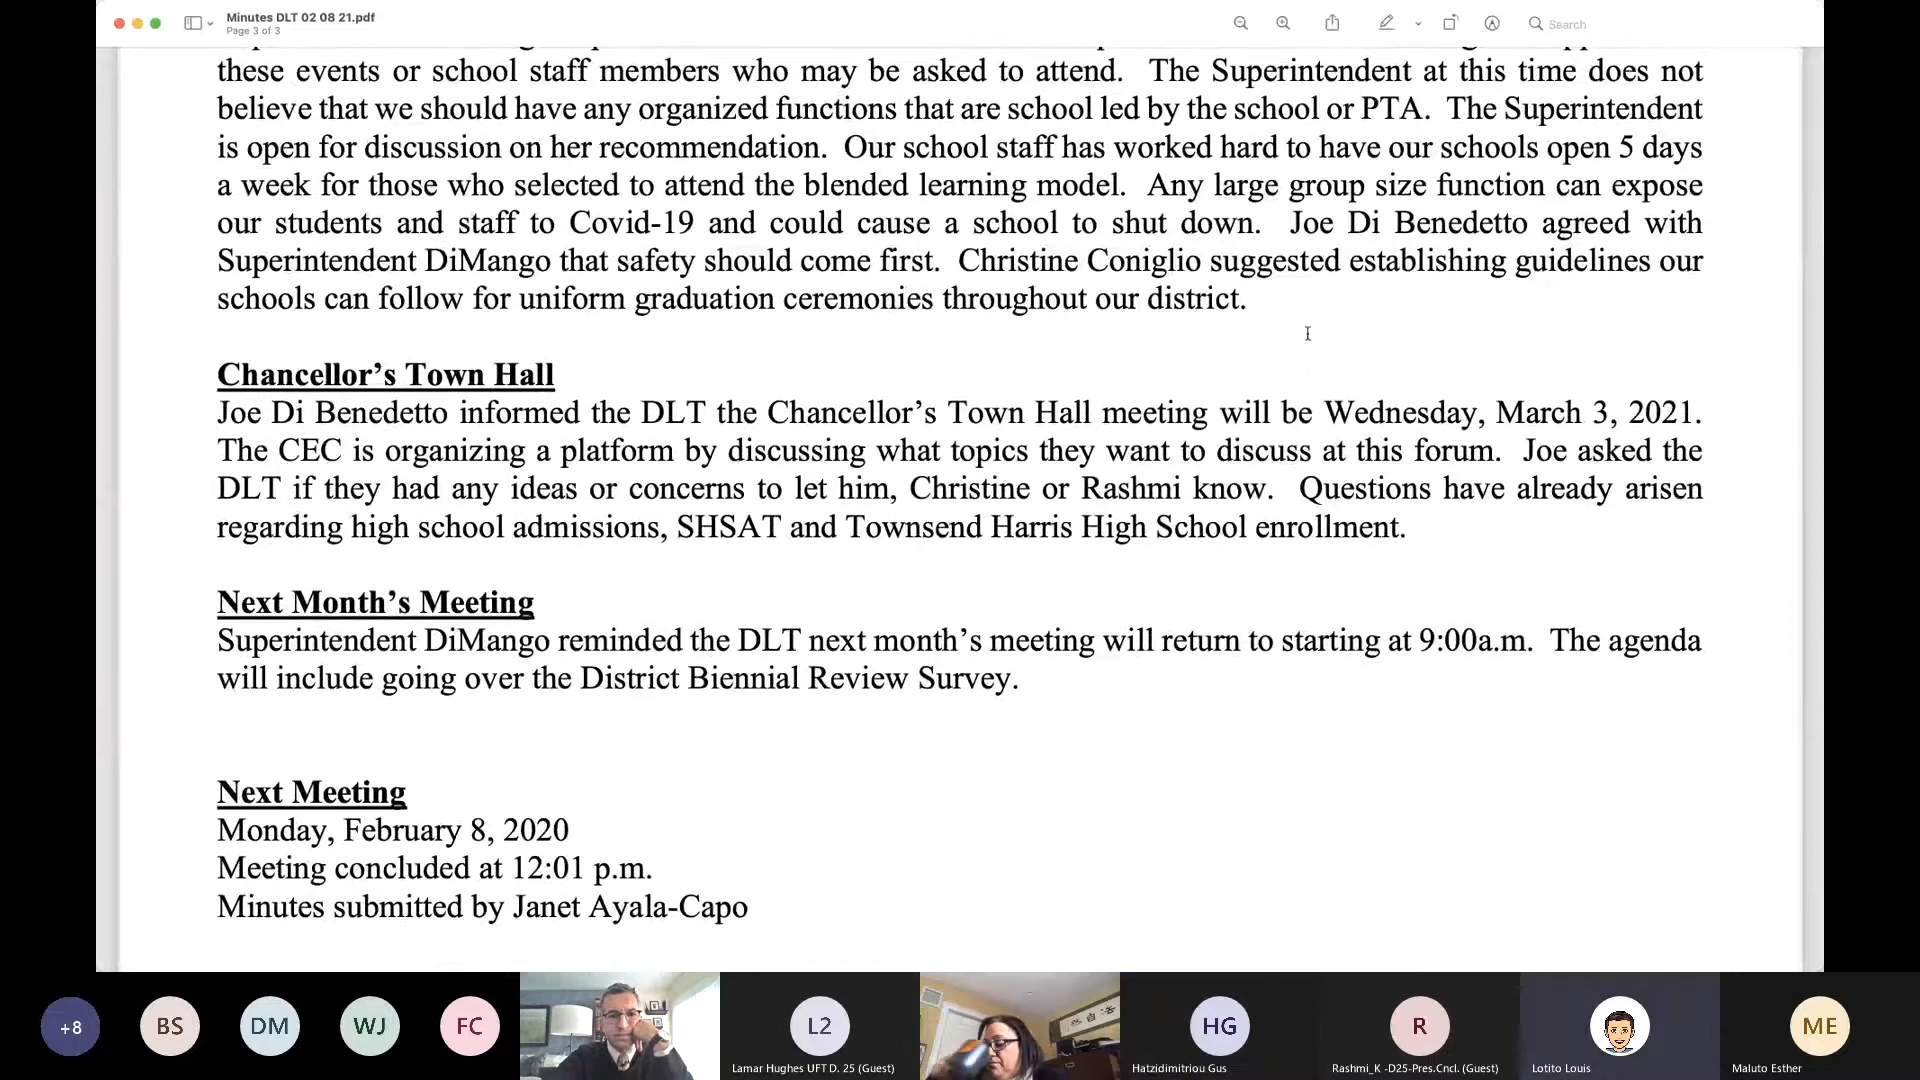 Minutes DLT 02 08 21.pdf
Page 3 of 3
Search
these events or school staff members who may be asked to attend. The Superintendent at this time does not
believe that we should have any organized functions that are school led by the school or PTA. The Superintendent
is open for discussion on her recommendation. Our school staff has worked hard to have our schools open 5 days
a week for those who selected to attend the blended learning model. Any large group size function can expose
our students and staff to Covid-19 and could cause a school to shut down. Joe Di Benedetto agreed with
Superintendent DiMango that safety should come first. Christine Coniglio suggested establishing guidelines our
schools can follow for uniform graduation ceremonies throughout our district.
Chancellor’s Town Hall
Joe Di Benedetto informed the DLT the Chancellor’s Town Hall meeting will be Wednesday, March 3, 2021.
The CEC is organizing a platform by discussing what topics they want to discuss at this forum. Joe asked the
DLT if they had any ideas or concerns to let him, Christine or Rashmi know. Questions have already arisen
regarding high school admissions, SHSAT and Townsend Harris High School enrollment.
Next Month’s Meeting
Superintendent DiMango reminded the DLT next month’s meeting will return to starting at 9:00a.m. The agenda
will include going over the District Biennial Review Survey.
Next Meeting
Monday, February 8, 2020
Meeting concluded at 12:01 p.m.
Minutes submitted by Janet Ayala-Capo
+8
BS
DM
WJ
FC
L2
Lamar Hughes UFT D. 25 (Guest)
HG
Hatzidimitriou Gus
R
Rashmi_K -D25-Pres.Cncl. (Guest)
Lotito Louis
ME
Maluto Esther